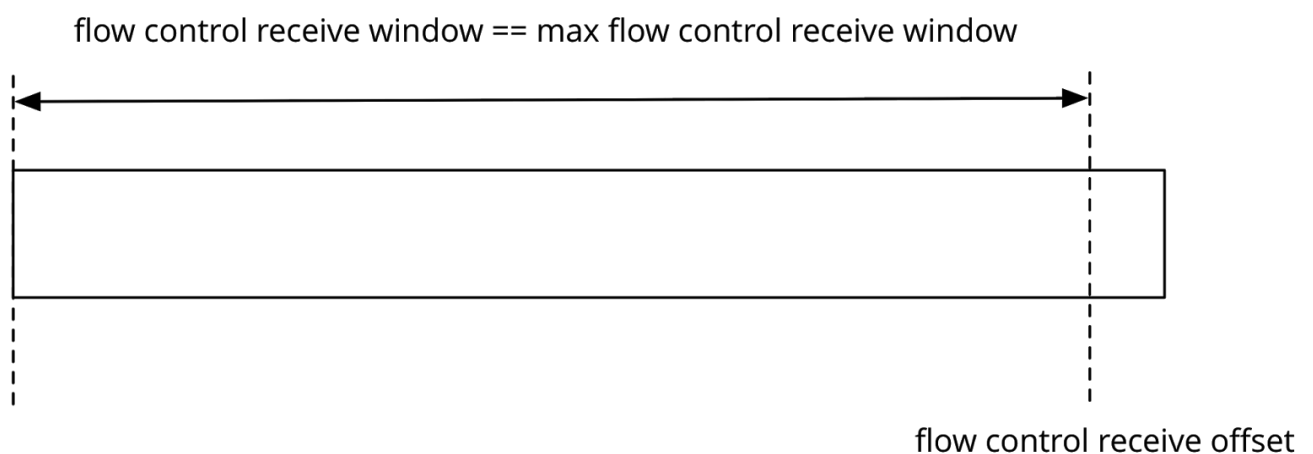 flow control receive window == max flow control receive window
flow control receive offset